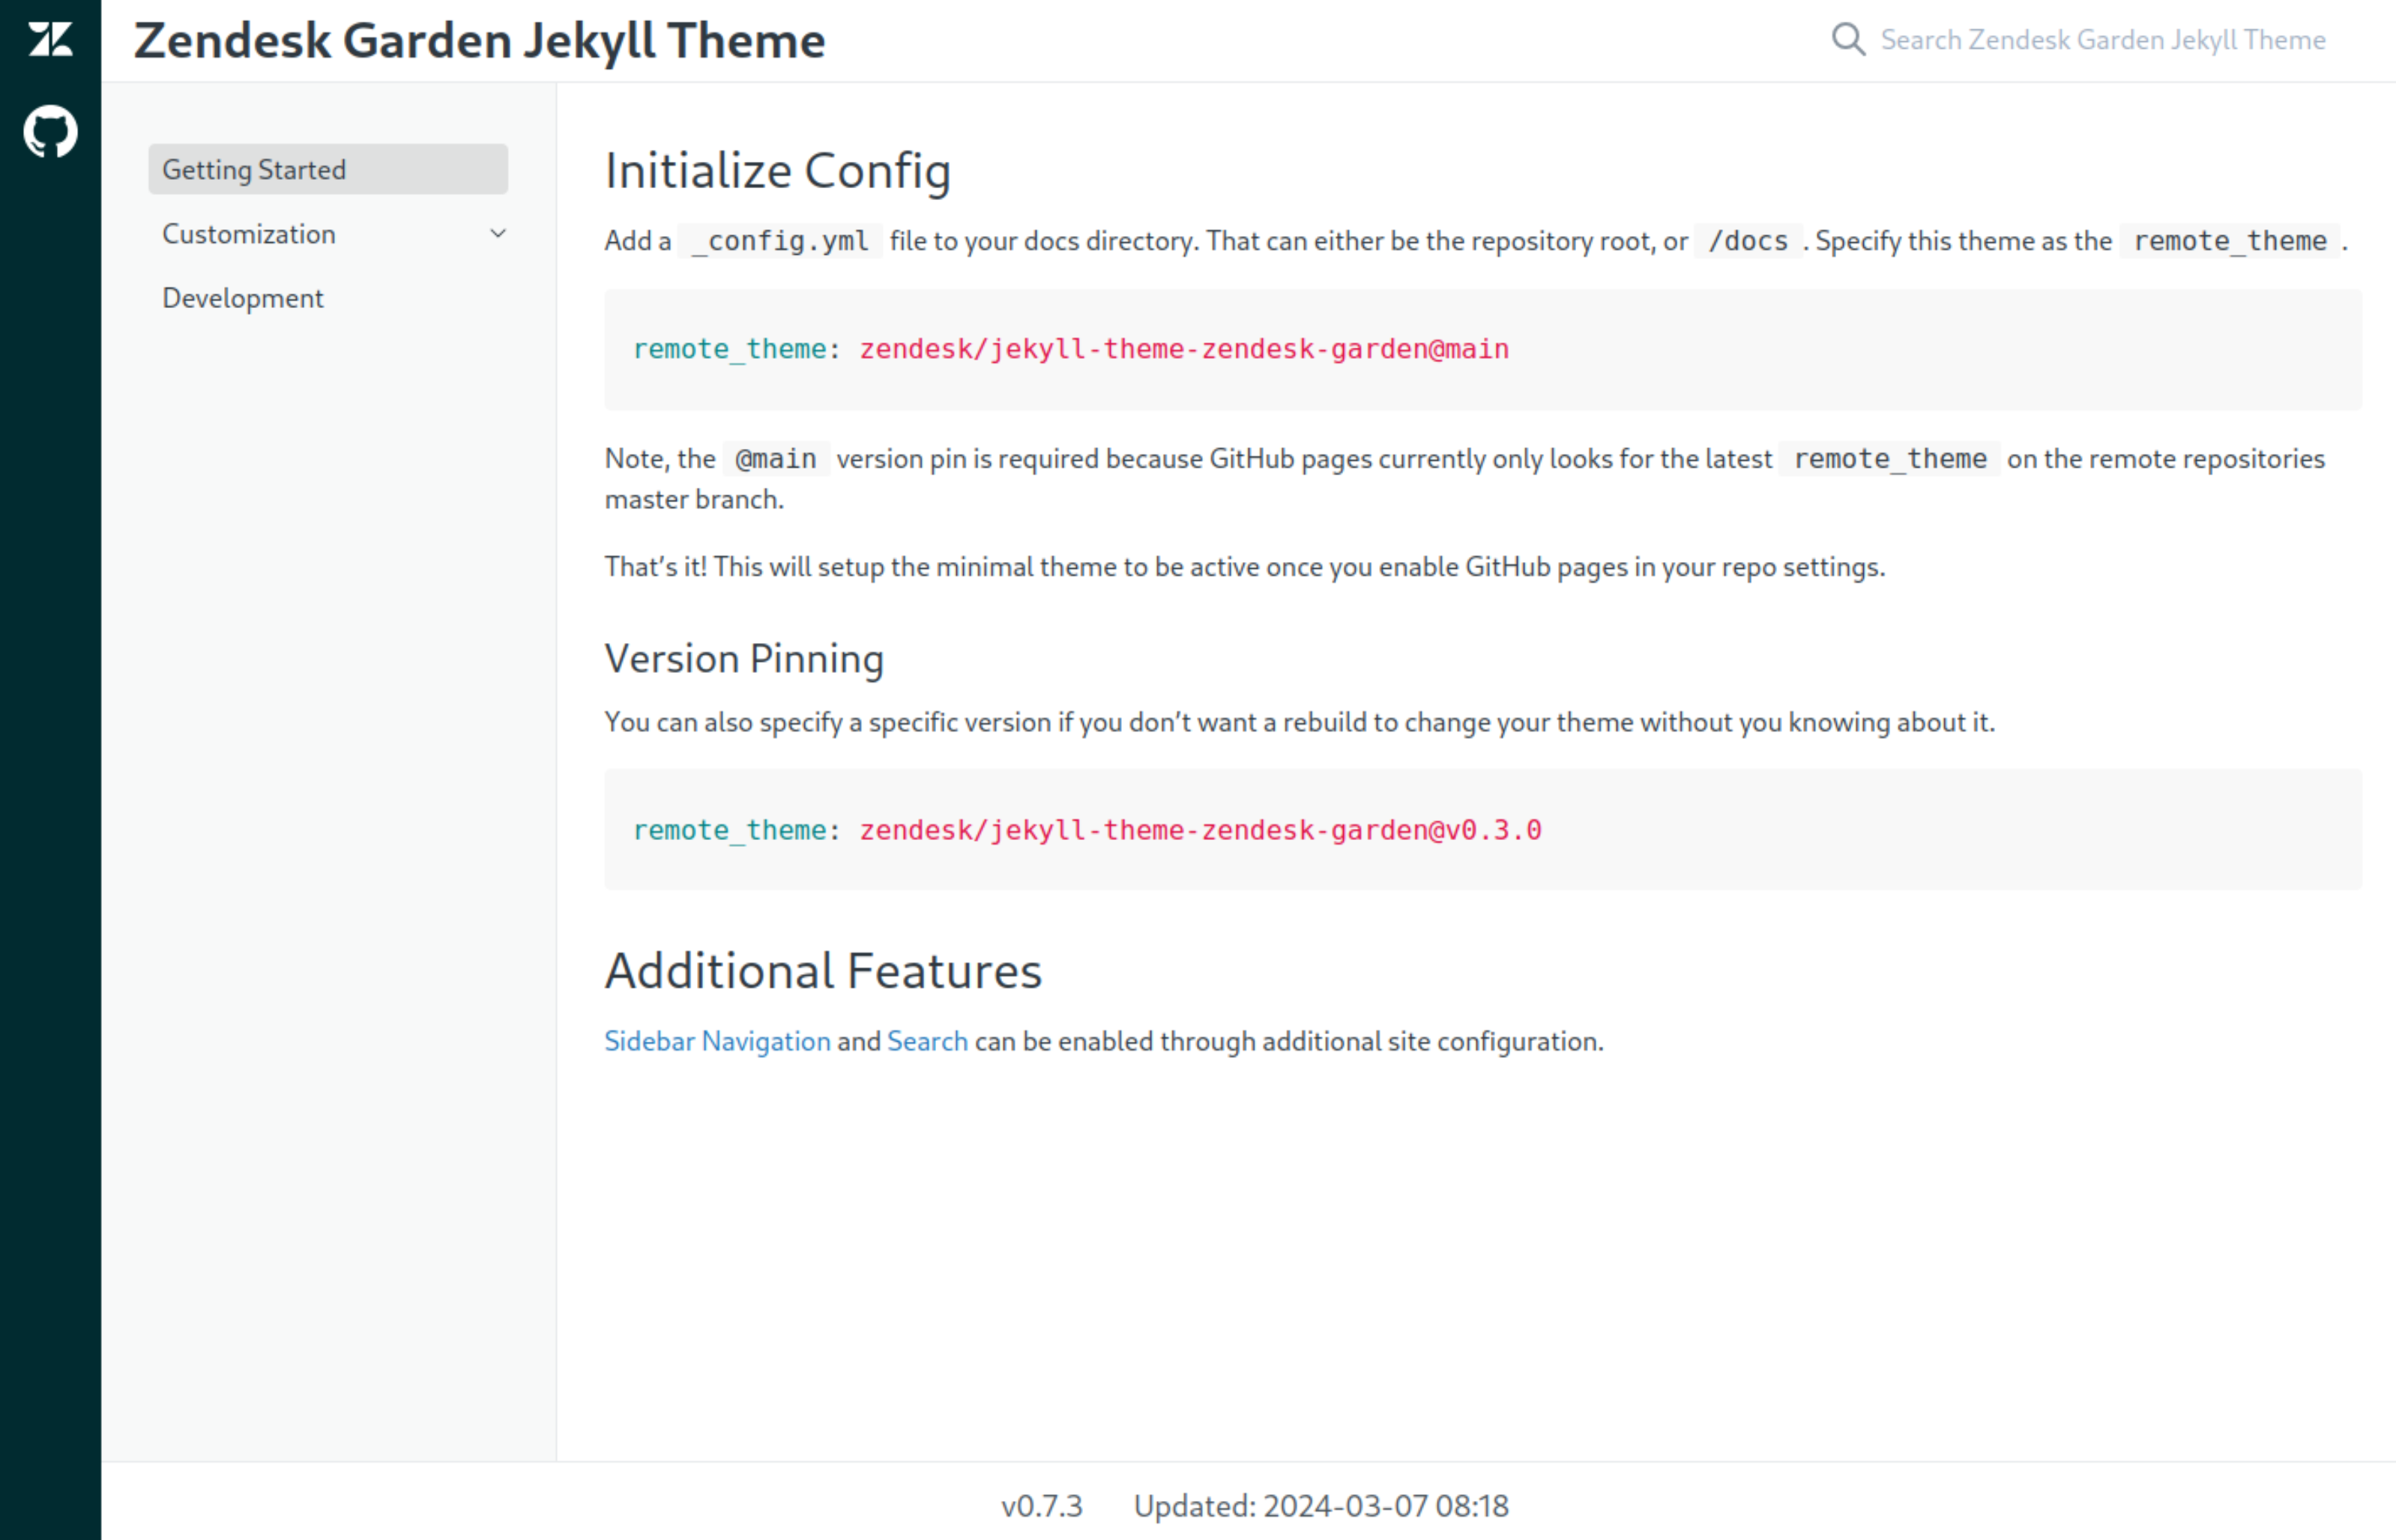 Zendesk Garden Jekyll Theme
Search Zendesk Garden Jekyll Theme
Getting Started
Customization
Development
Initialize Config
Add a _config.yml file to your docs directory. That can either be the repository root, or /docs . Specify this theme as the remote_theme .
remote_theme: zendesk/jekyll-theme-zendesk-garden@main
Note, the @main version pin is required because GitHub pages currently only looks for the latest remote_theme on the remote repositories
master branch.
That’s it! This will setup the minimal theme to be active once you enable GitHub pages in your repo settings.
Version Pinning
You can also specify a specific version if you don’t want a rebuild to change your theme without you knowing about it.
remote_theme: zendesk/jekyll-theme-zendesk-garden@v0.3.0
Additional Features
Sidebar Navigation and Search can be enabled through additional site configuration.
v0.7.3 Updated: 2024-03-07 08:18